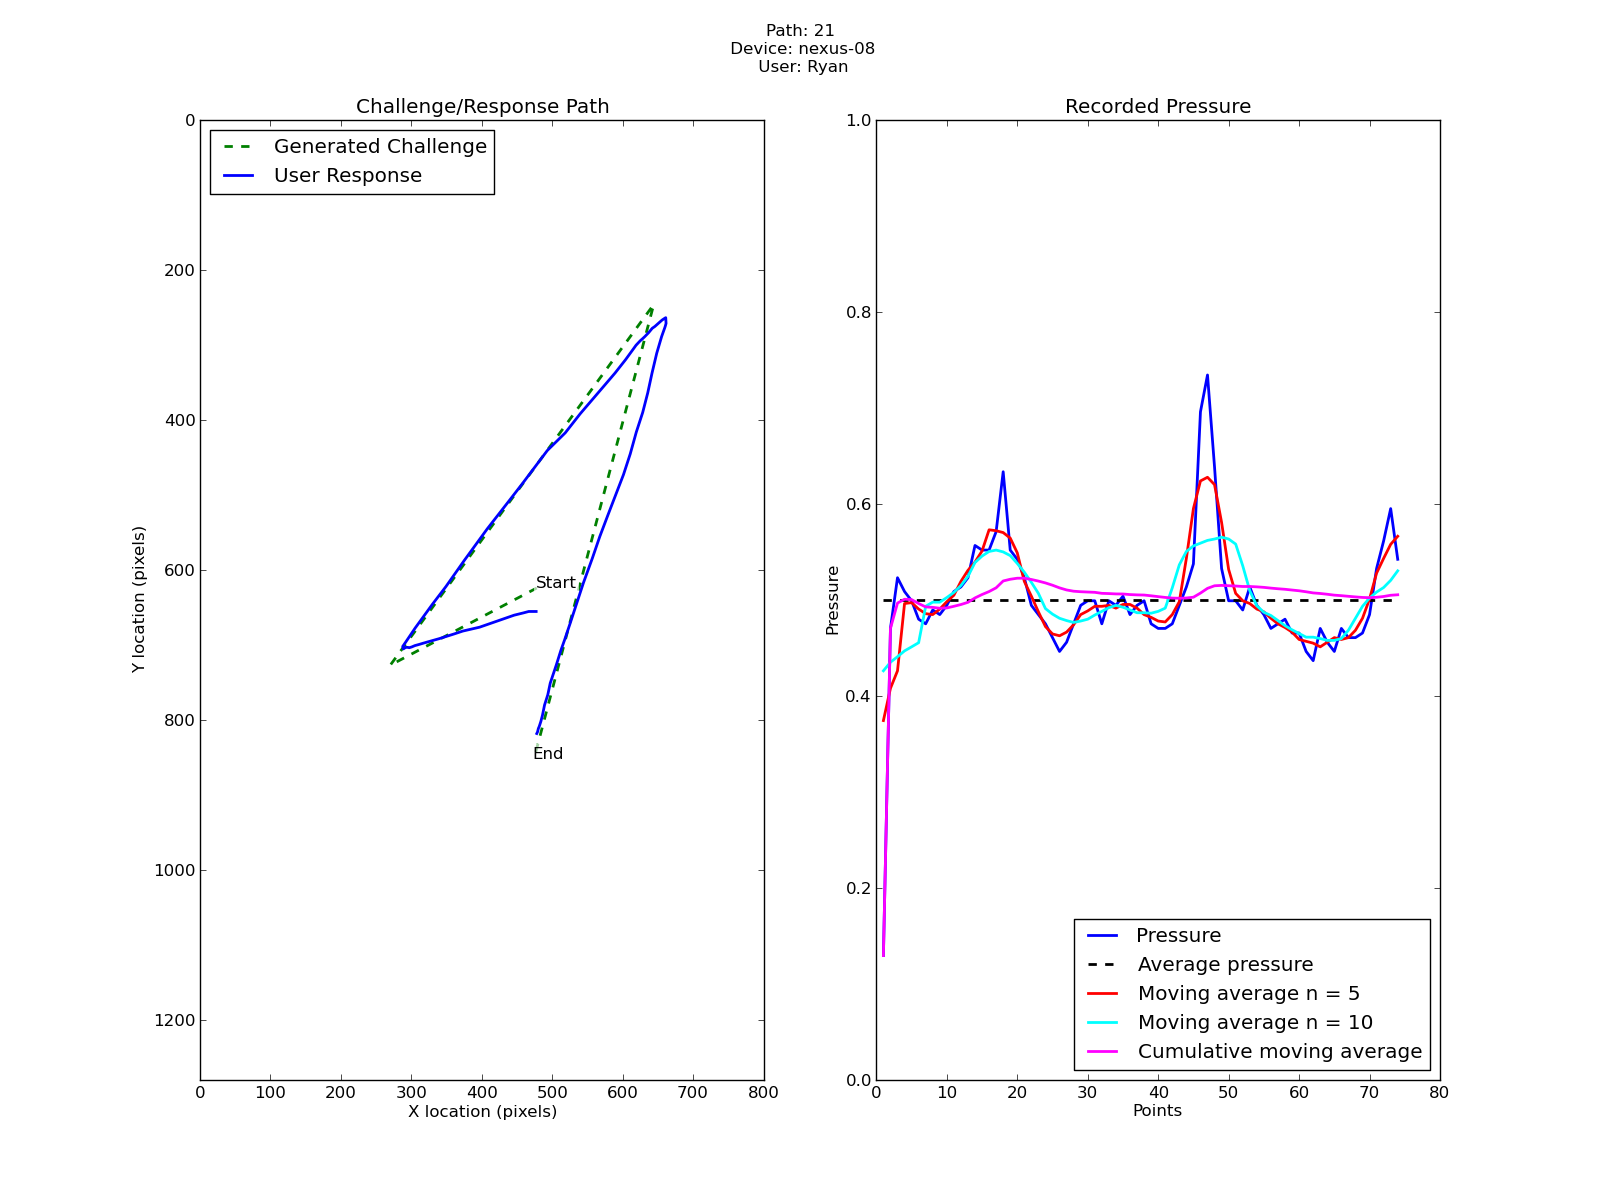 Path: 21
Device: nexus-08
User: Ryan
Challenge/Response Path
Generated Challenge
User Response
Start
End
0
200
400
600
800
1000
1200
Y location (pixels)
0 100 200 300 400 500 600 700 800
X location (pixels)
Recorded Pressure
1.0
0.8
0.6
0.4
0.2
0.0
Pressure
Pressure
Average pressure
Moving average n = 5
Moving average n = 10
Cumulative moving average
0 10 20 30 40 50 60 70 80
Points